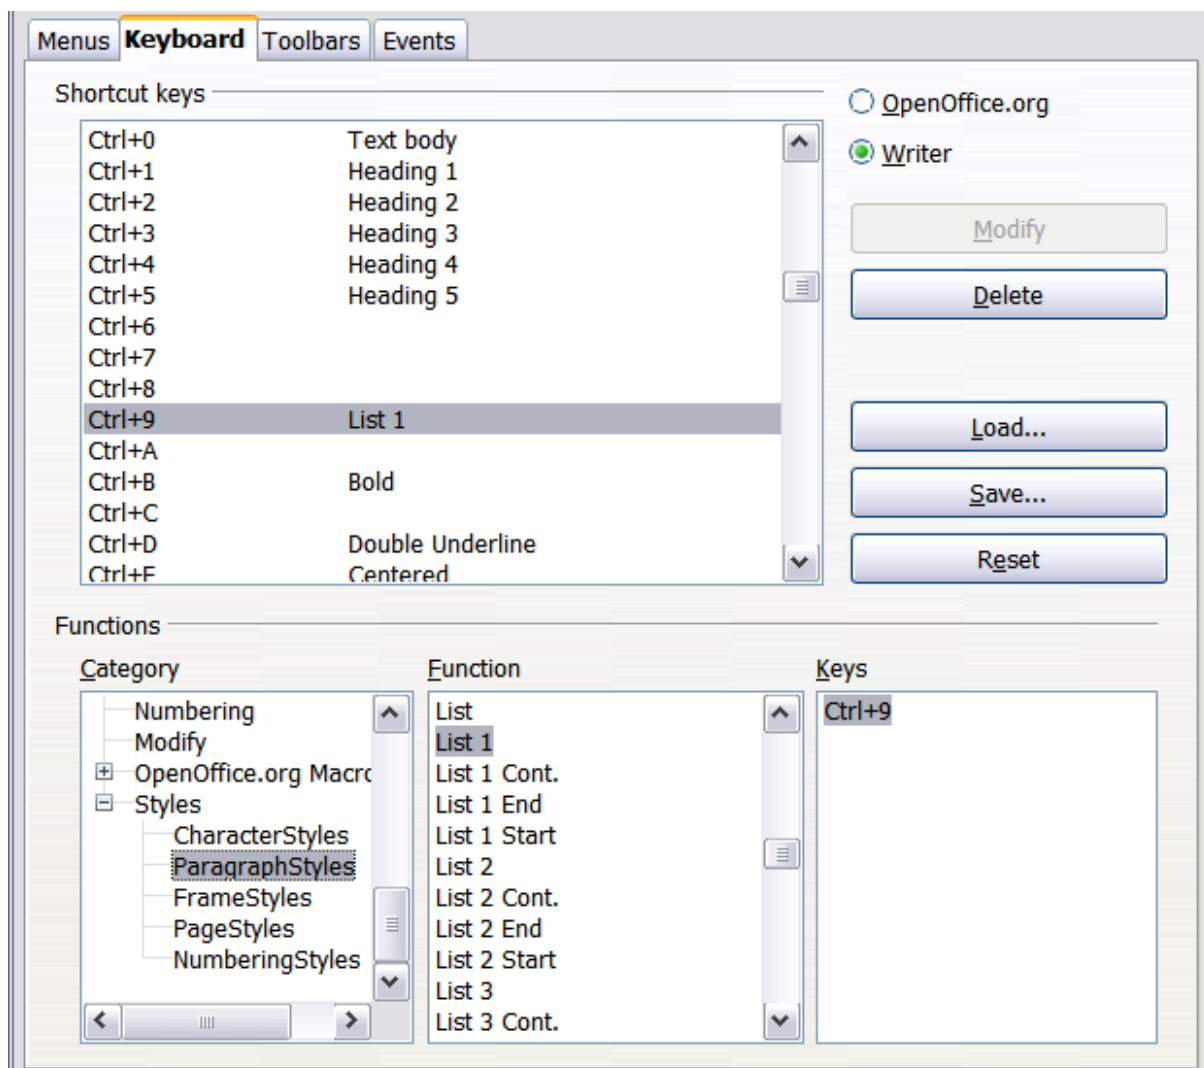 Menus Keyboard Toolbars Events
Shortcut keys
OpenOffice.org
Writer
Modify
Delete
Load...
Save...
Reset
Ctrl+0 Text body
Ctrl+1 Heading 1
Ctrl+2 Heading 2
Ctrl+3 Heading 3
Ctrl+4 Heading 4
Ctrl+5 Heading 5
Ctrl+6
Ctrl+7
Ctrl+8
Ctrl+9 List 1
Ctrl+A
Ctrl+B Bold
Ctrl+C
Ctrl+D Double Underline
Ctrl+E Centered
Functions
Category
Numbering
Modify
OpenOffice.org Macro
Styles
CharacterStyles
ParagraphStyles
FrameStyles
PageStyles
NumberingStyles
Function
List
List 1
List 1 Cont.
List 1 End
List 1 Start
List 2
List 2 Cont.
List 2 End
List 2 Start
List 3
List 3 Cont.
Keys
Ctrl+9